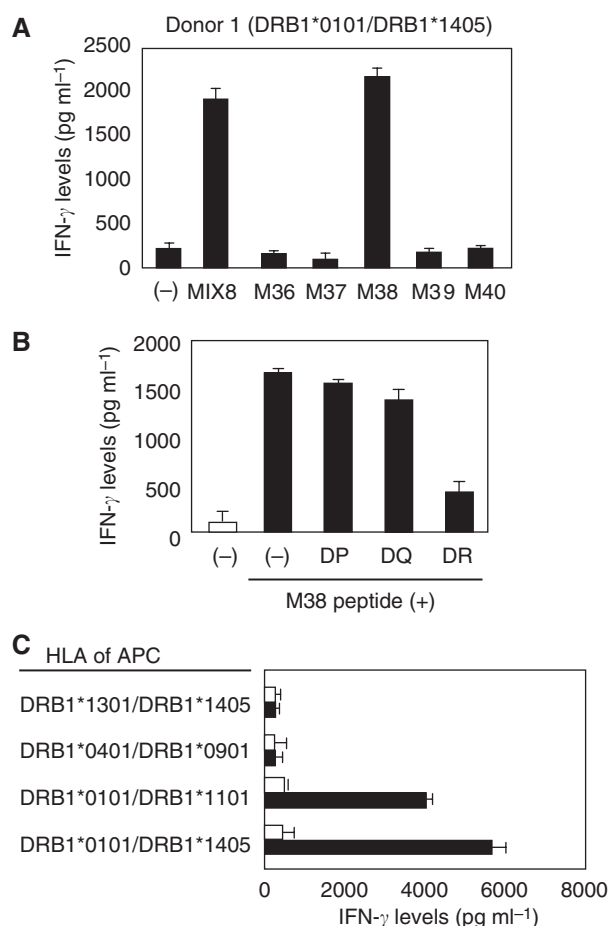 A
Donor 1 (DRB1*0101/DRB1*1405)
IFN-γ levels (pg ml⁻¹)
2500
2000
1500
1000
500
0
(–) MIX8 M36 M37 M38 M39 M40
B
IFN-γ levels (pg ml⁻¹)
2000
1500
1000
500
0
(–) (–) DP DQ DR
M38 peptide (+)
C
HLA of APC
DRB1*1301/DRB1*1405
DRB1*0401/DRB1*0901
DRB1*0101/DRB1*1101
DRB1*0101/DRB1*1405
0 2000 4000 6000 8000
IFN-γ levels (pg ml⁻¹)